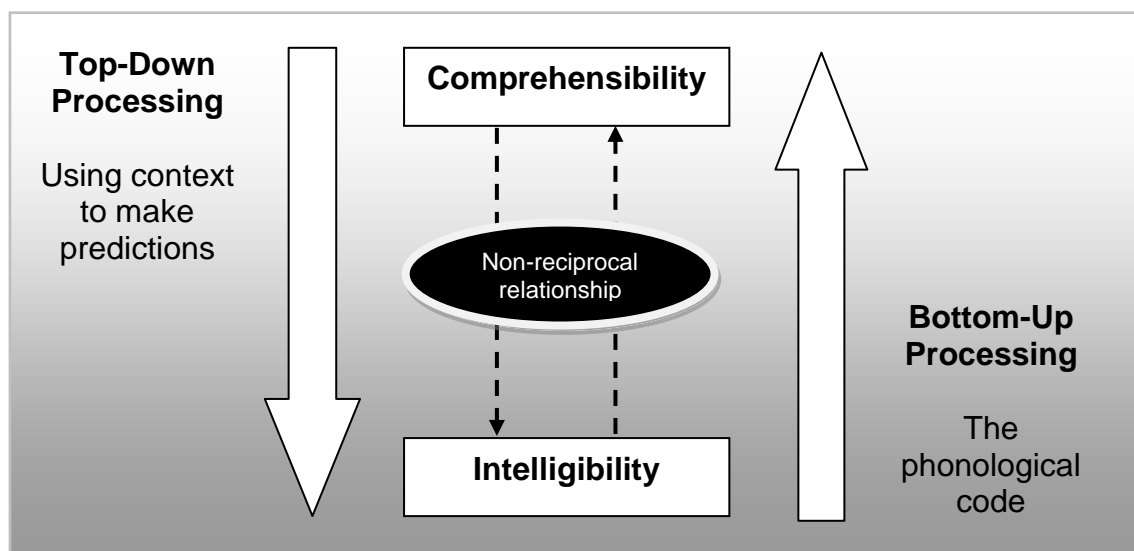 Top-Down
Processing
Using context
to make
predictions
Comprehensibility
Non-reciprocal
relationship
Intelligibility
Bottom-Up
Processing
The
phonological
code